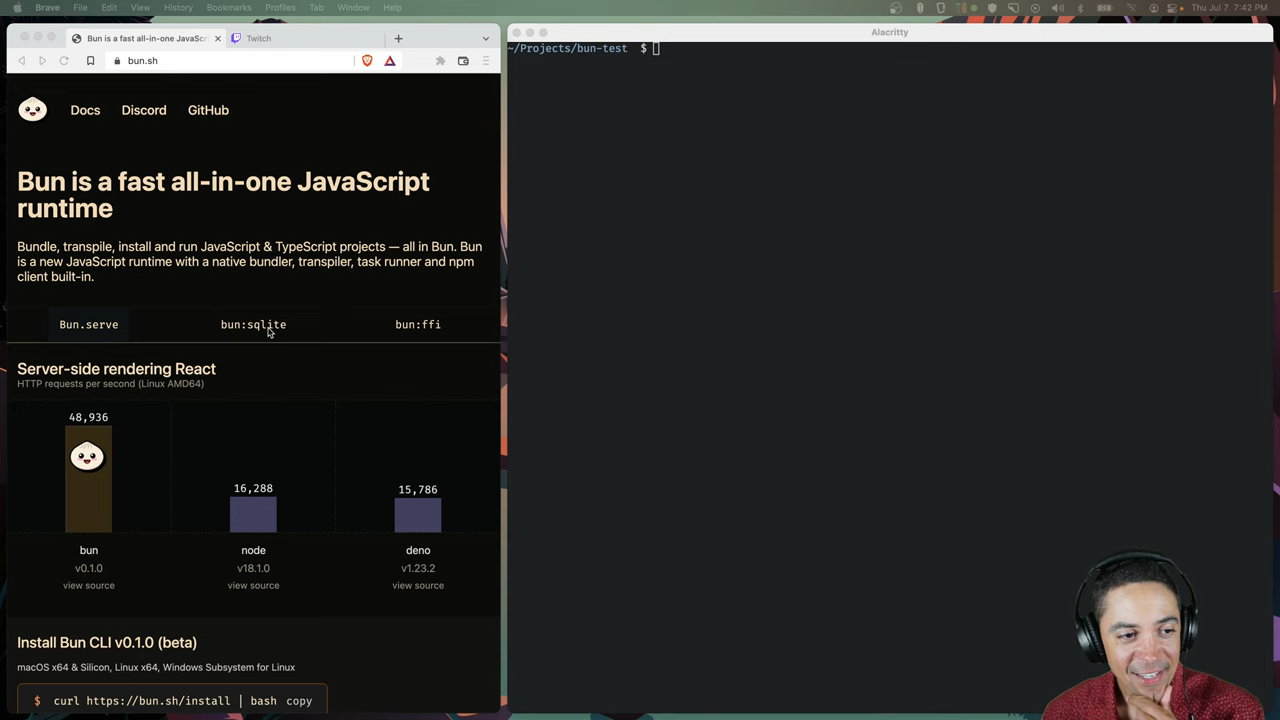 Brave File Edit View History Bookmarks Profiles Tab Window Help
Thu Jul 7 7:42 PM
Bun is a fast all-in-one JavaScri
Twitch
bun.sh
Docs Discord GitHub
Bun is a fast all-in-one JavaScript
runtime
Bundle, transpile, install and run JavaScript & TypeScript projects — all in Bun. Bun
is a new JavaScript runtime with a native bundler, transpiler, task runner and npm
client built-in.
Bun.serve bun:sqlite bun:ffi
Server-side rendering React
HTTP requests per second (Linux AMD64)
48,936
16,288
15,786
bun node deno
v0.1.0 v18.1.0 v1.23.2
view source view source view source
Install Bun CLI v0.1.0 (beta)
macOS x64 & Silicon, Linux x64, Windows Subsystem for Linux
$ curl https://bun.sh/install | bash copy
Alacritty
~/Projects/bun-test $